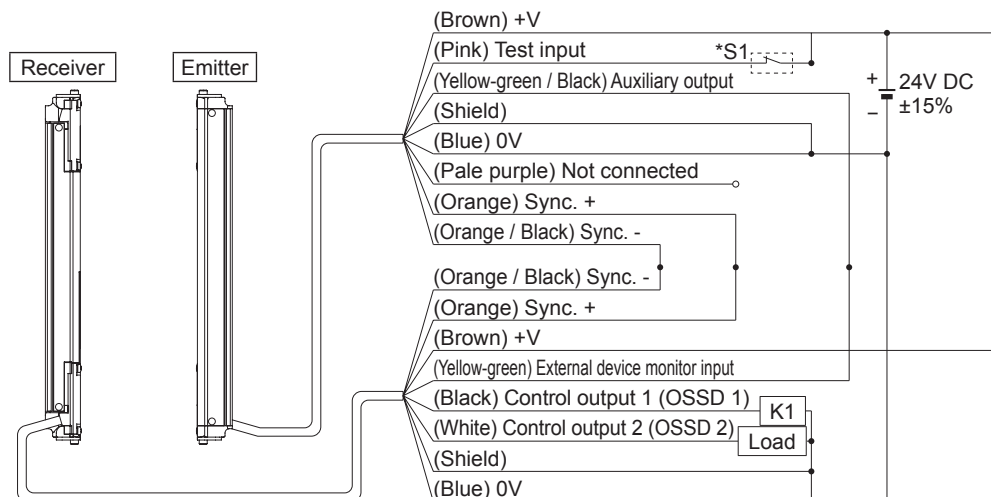 Receiver
Emitter
(Brown) +V
(Pink) Test input
*S1
(Yellow-green / Black) Auxiliary output
+
24V DC
−
±15%
(Shield)
(Blue) 0V
(Pale purple) Not connected
(Orange) Sync. +
(Orange / Black) Sync. -
(Orange / Black) Sync. -
(Orange) Sync. +
(Brown) +V
(Yellow-green) External device monitor input
(Black) Control output 1 (OSSD 1)
K1
(White) Control output 2 (OSSD 2)
Load
(Shield)
(Blue) 0V